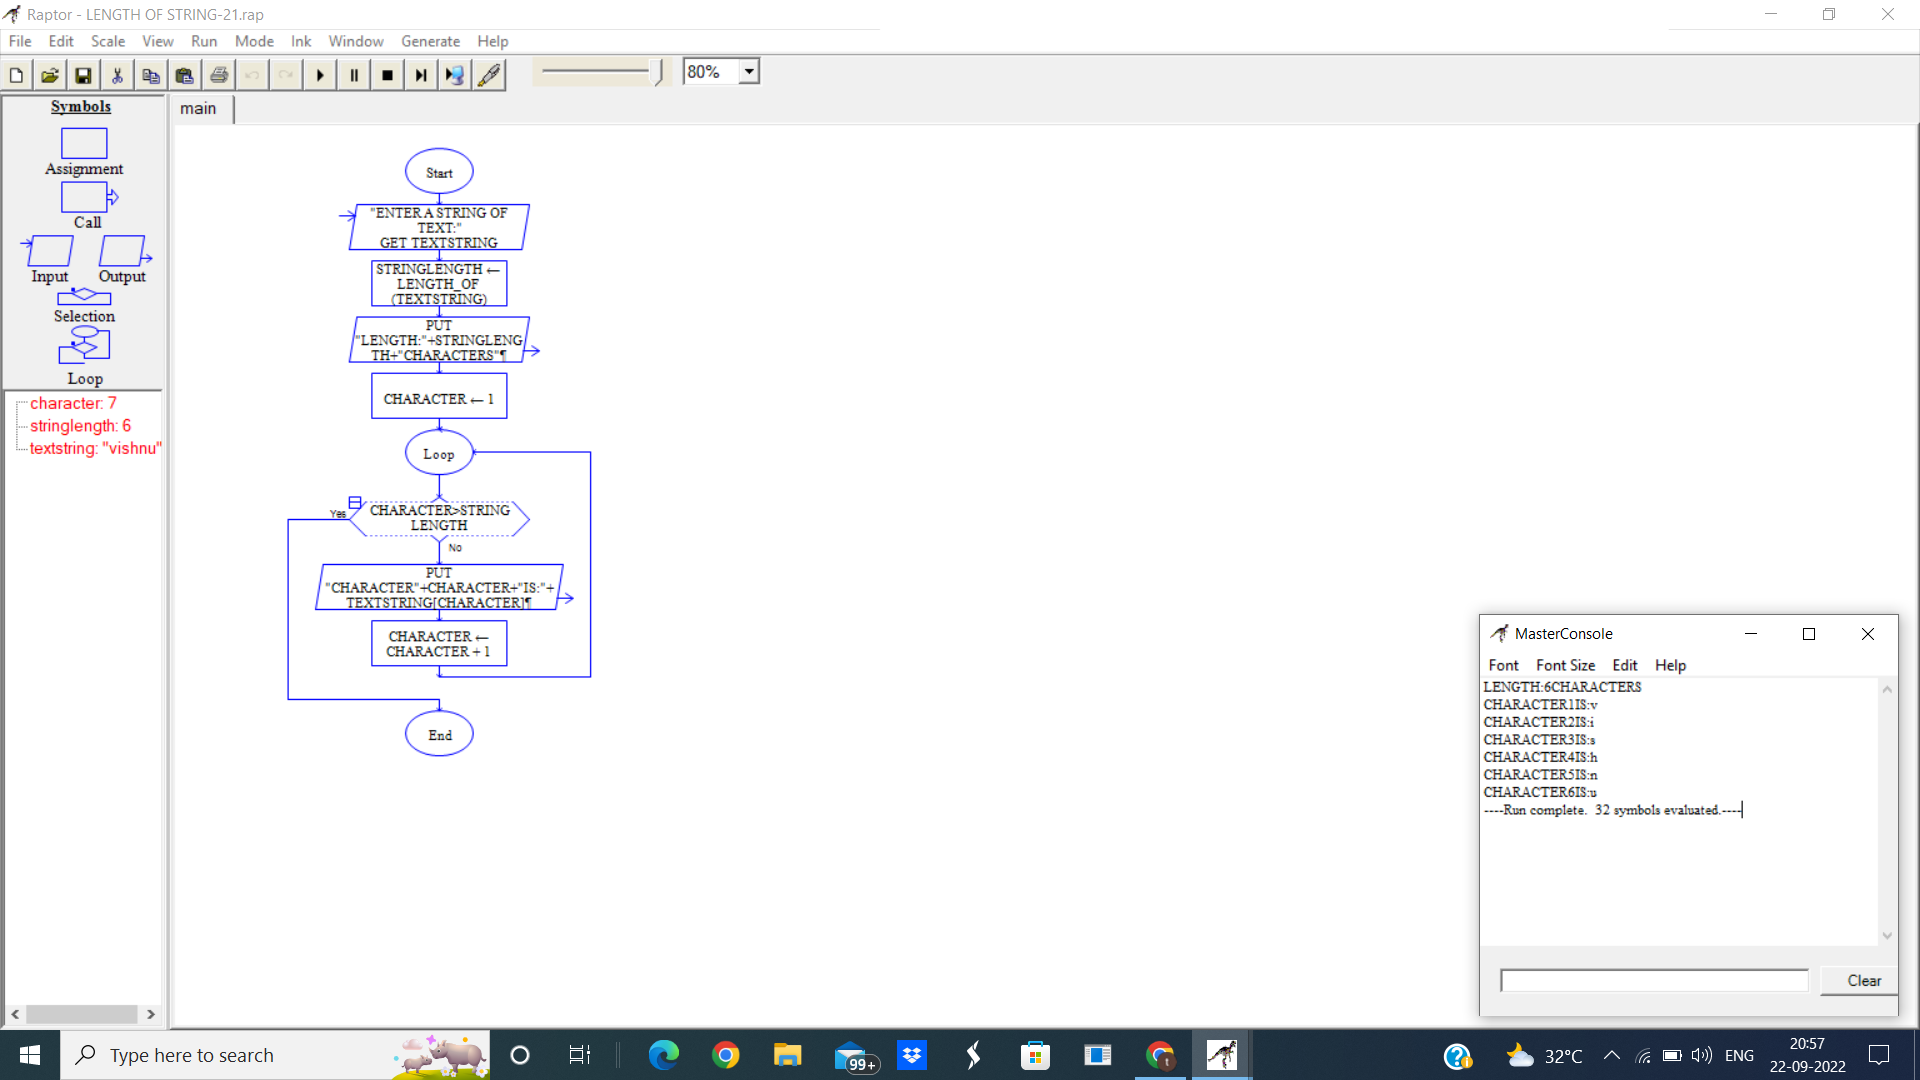 Raptor - LENGTH OF STRING-21.rap
File Edit Scale View Run Mode Ink Window Generate Help
80%
Symbols
Assignment
Call
Input Output
Selection
Loop
character: 7
stringlength: 6
textstring: "vishnu"
main
Start
"ENTER A STRING OF
TEXT:"
GET TEXTSTRING
STRINGLENGTH ←
LENGTH_OF
(TEXTSTRING)
PUT
"LENGTH:"+STRINGLENG
TH+"CHARACTERS"¶
CHARACTER ← 1
Loop
CHARACTER>STRING
LENGTH
Yes
No
PUT
"CHARACTER"+CHARACTER+"IS:"+
TEXTSTRING[CHARACTER]¶
CHARACTER ←
CHARACTER + 1
End
MasterConsole
Font Font Size Edit Help
LENGTH:6CHARACTERS
CHARACTER1IS:v
CHARACTER2IS:i
CHARACTER3IS:s
CHARACTER4IS:h
CHARACTER5IS:n
CHARACTER6IS:u
----Run complete. 32 symbols evaluated.----
Clear
Type here to search
99+
32°C
ENG
20:57
22-09-2022